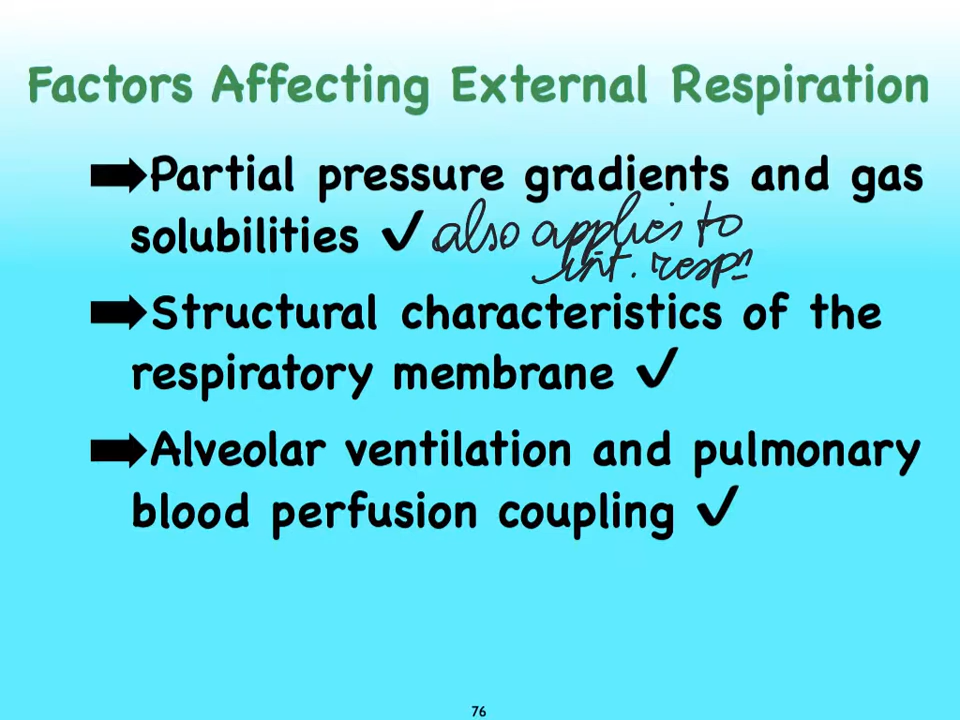 Factors Affecting External Respiration
➡Partial pressure gradients and gas
solubilities ✔ also applies to
int. respn
➡Structural characteristics of the
respiratory membrane ✔
➡Alveolar ventilation and pulmonary
blood perfusion coupling ✔
76